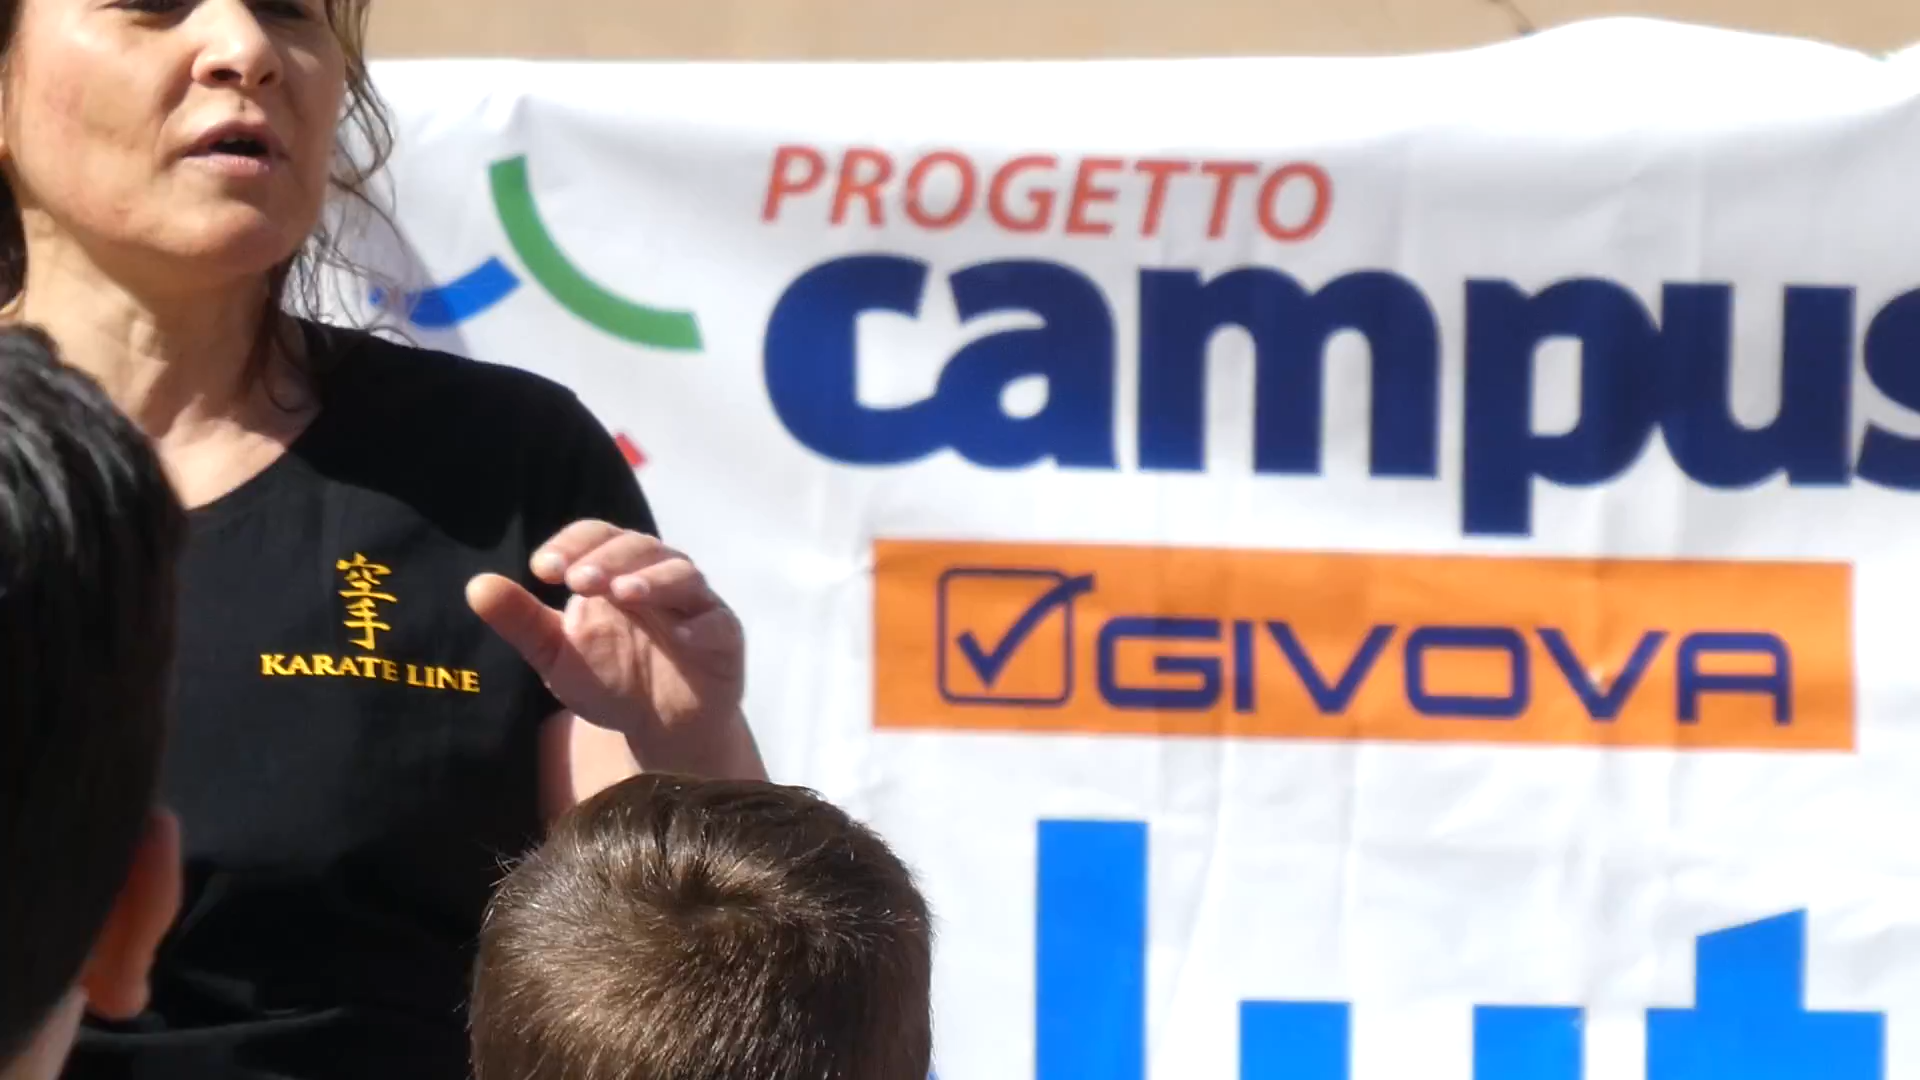 PROGETTO
campus
GIVOVA
空手
KARATE LINE